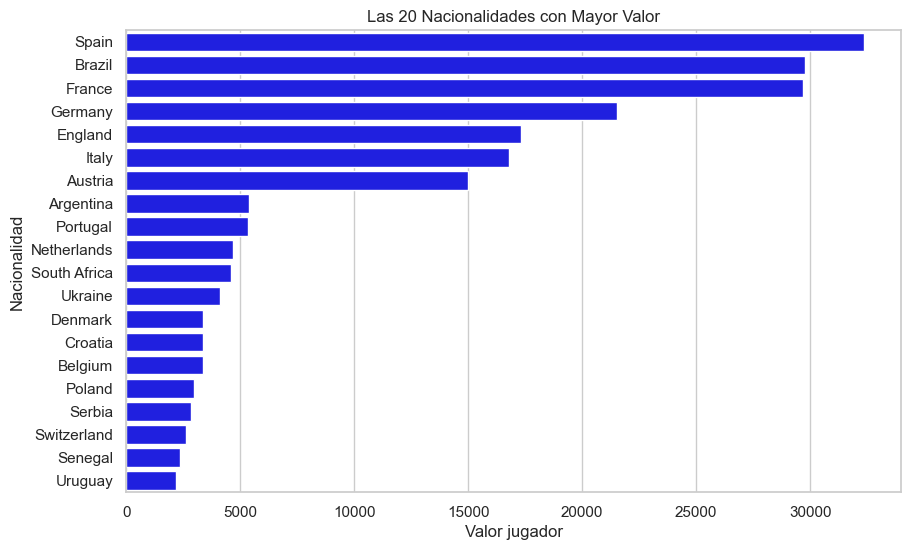 Las 20 Nacionalidades con Mayor Valor
Nacionalidad
Spain
Brazil
France
Germany
England
Italy
Austria
Argentina
Portugal
Netherlands
South Africa
Ukraine
Denmark
Croatia
Belgium
Poland
Serbia
Switzerland
Senegal
Uruguay
0 5000 10000 15000 20000 25000 30000
Valor jugador